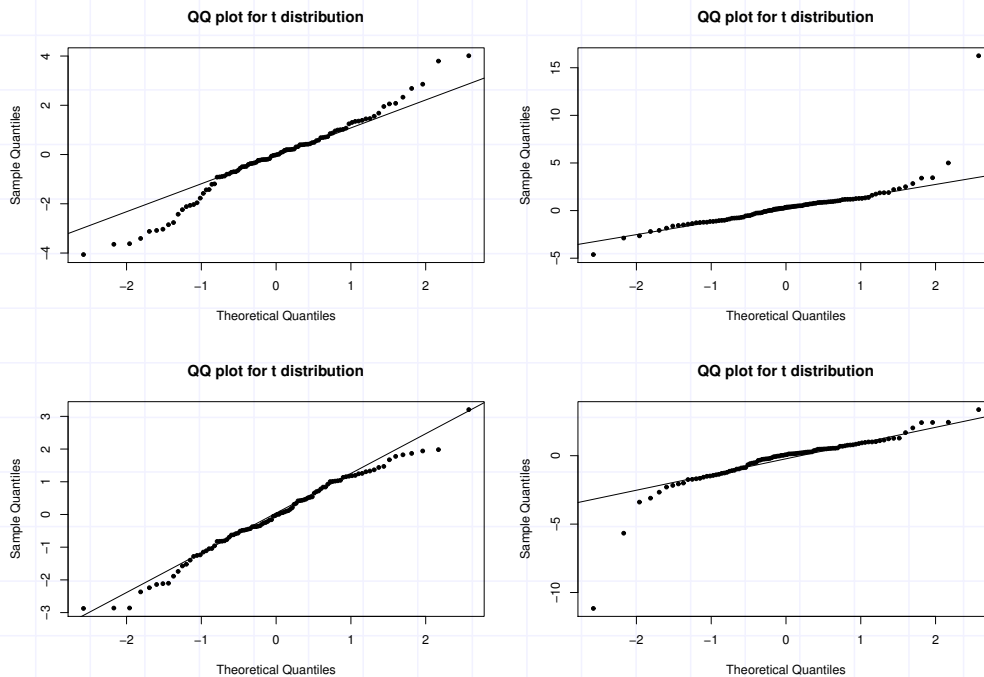 QQ plot for t distribution
Sample Quantiles
4
2
0
−2
−4
−2 −1 0 1 2
Theoretical Quantiles
QQ plot for t distribution
Sample Quantiles
15
10
5
0
−5
−2 −1 0 1 2
Theoretical Quantiles
QQ plot for t distribution
Sample Quantiles
3
2
1
0
−1
−2
−3
−2 −1 0 1 2
Theoretical Quantiles
QQ plot for t distribution
Sample Quantiles
0
−5
−10
−2 −1 0 1 2
Theoretical Quantiles